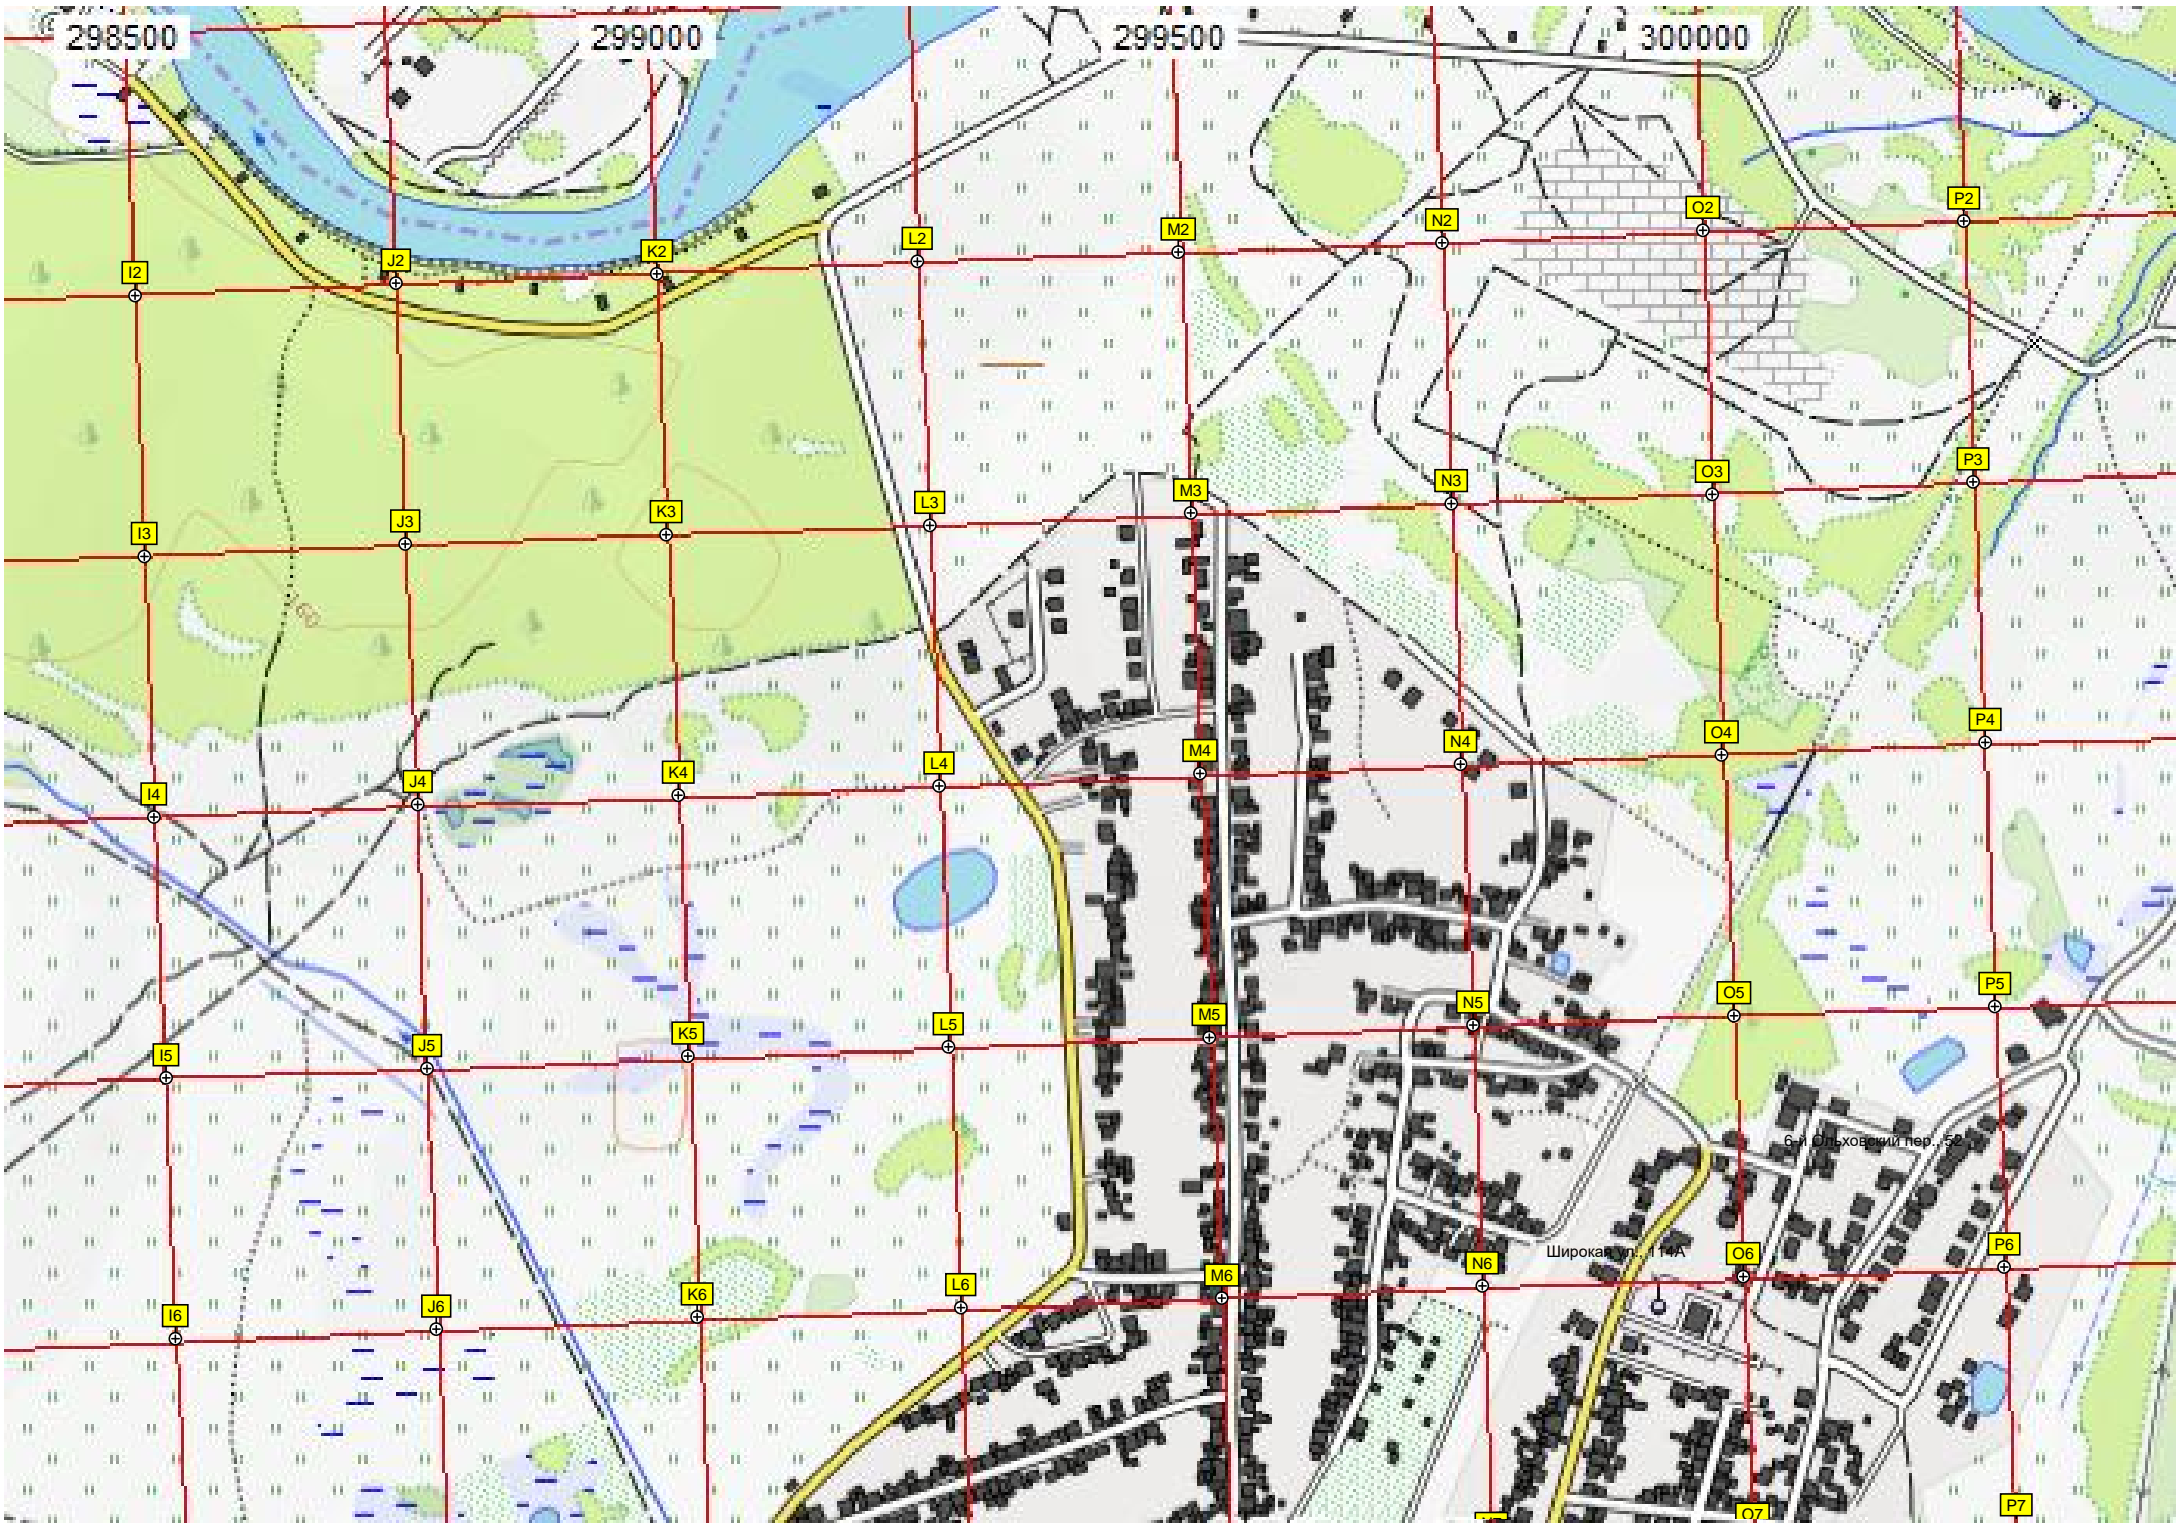 298500 299000 299500 300000
I2 J2 K2 L2 M2 N2 O2 P2
I3 J3 K3 L3 M3 N3 O3 P3
160
I4 J4 K4 L4 M4 N4 O4 P4
I5 J5 K5 L5 M5 N5 O5 P5
6-й Ольховский пер., 52
Широкая ул., 114А
I6 J6 K6 L6 M6 N6 O6 P6
O7 P7